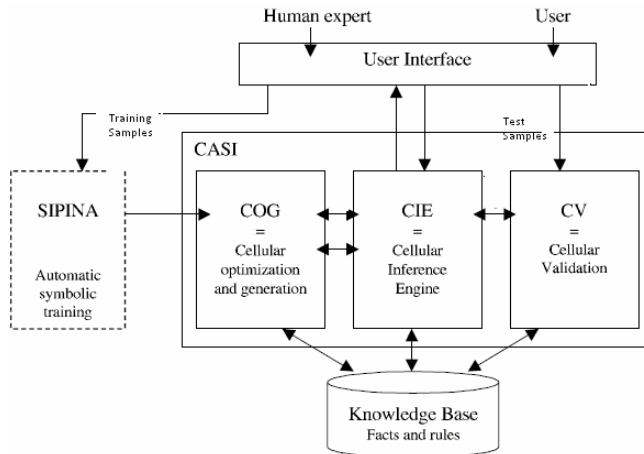 Human expert
User
User Interface
Training
Samples
Test
Samples
CASI
SIPINA
Automatic
symbolic
training
COG
=
Cellular
optimization
and generation
CIE
=
Cellular
Inference
Engine
CV
=
Cellular
Validation
Knowledge Base
Facts and rules